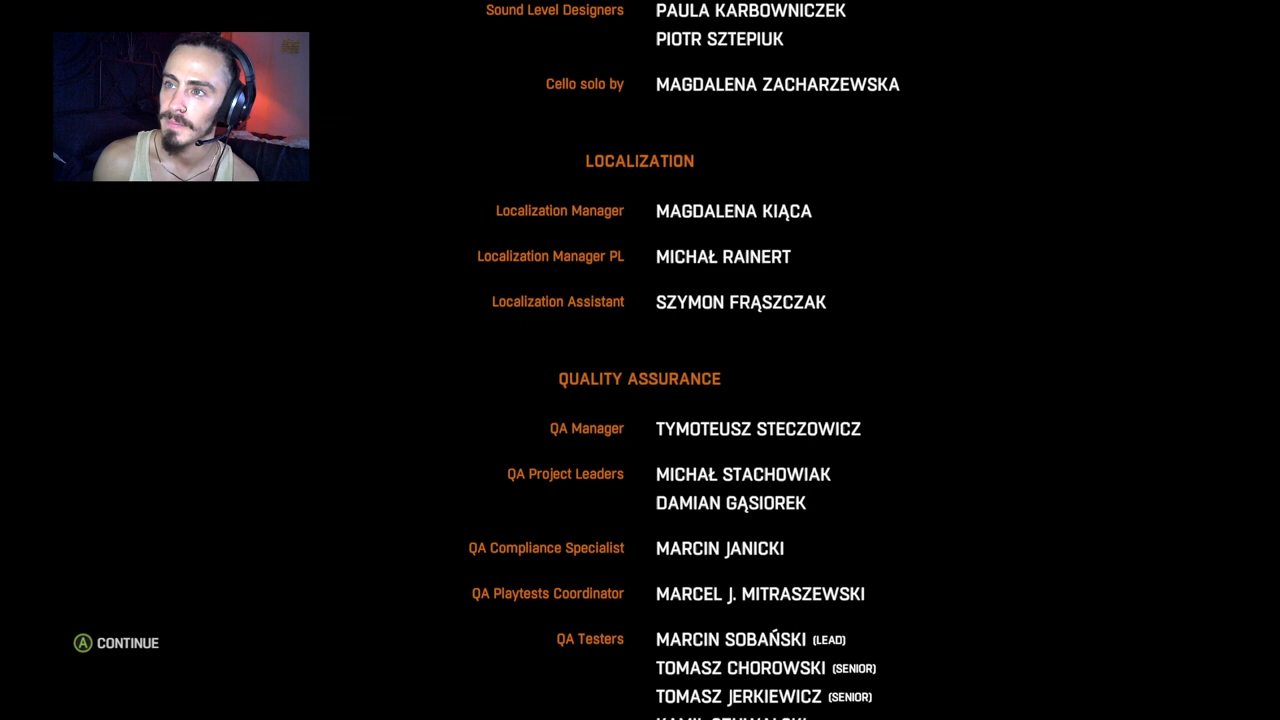 Sound Level Designers PAULA KARBOWNICZEK
PIOTR SZTEPIUK
Cello solo by MAGDALENA ZACHARZEWSKA
LOCALIZATION
Localization Manager MAGDALENA KIĄCA
Localization Manager PL MICHAŁ RAINERT
Localization Assistant SZYMON FRĄSZCZAK
QUALITY ASSURANCE
QA Manager TYMOTEUSZ STECZOWICZ
QA Project Leaders MICHAŁ STACHOWIAK
DAMIAN GĄSIOREK
QA Compliance Specialist MARCIN JANICKI
QA Playtests Coordinator MARCEL J. MITRASZEWSKI
QA Testers MARCIN SOBAŃSKI (LEAD)
A CONTINUE
TOMASZ CHOROWSKI (SENIOR)
TOMASZ JERKIEWICZ (SENIOR)